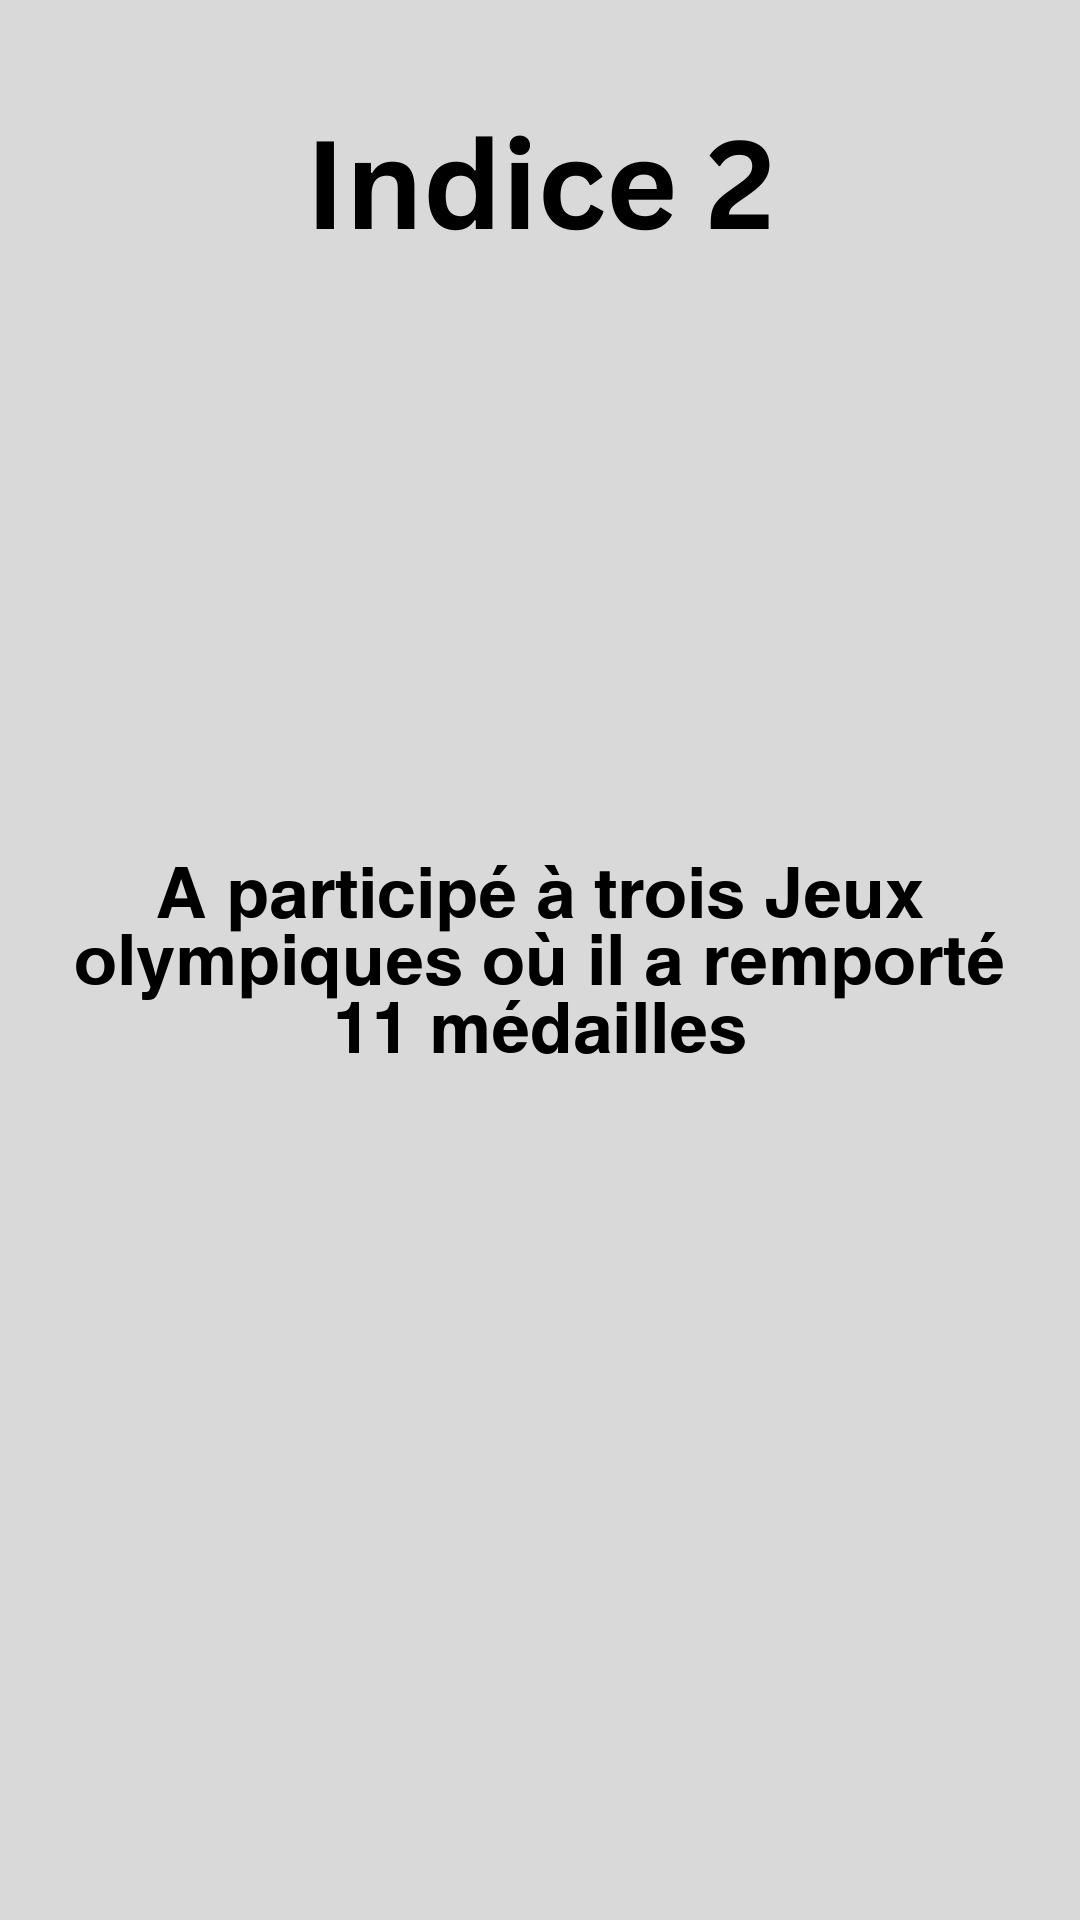 Indice 2
A participé à trois Jeux
olympiques où il a remporté
11 médailles